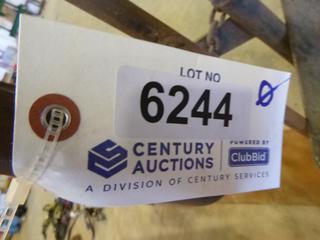 LOT NO
6244
CENTURY AUCTIONS
POWERED BY
ClubBid
A DIVISION OF CENTURY SERVICES